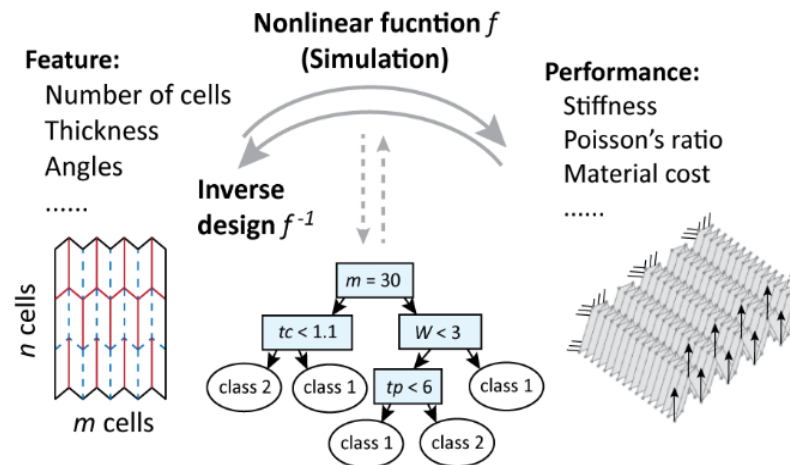 Nonlinear fucntion f
(Simulation)
Feature:
Number of cells
Thickness
Angles
......
Performance:
Stiffness
Poisson's ratio
Material cost
......
Inverse
design f⁻¹
n cells
m cells
m = 30
tc < 1.1
W < 3
class 2
class 1
tp < 6
class 1
class 1
class 2